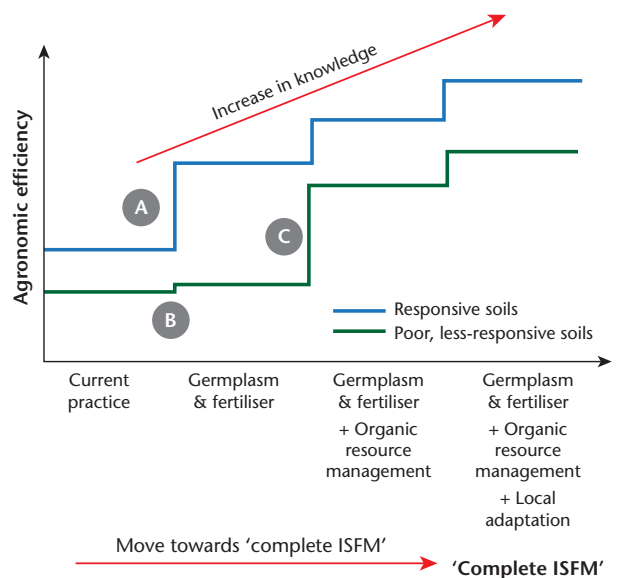 Increase in knowledge
Agronomic efficiency
A
C
B
Responsive soils
Poor, less-responsive soils
Current
practice
Germplasm
& fertiliser
Germplasm
& fertiliser
+ Organic
resource
management
Germplasm
& fertiliser
+ Organic
resource
management
+ Local
adaptation
Move towards ‘complete ISFM’
‘Complete ISFM’